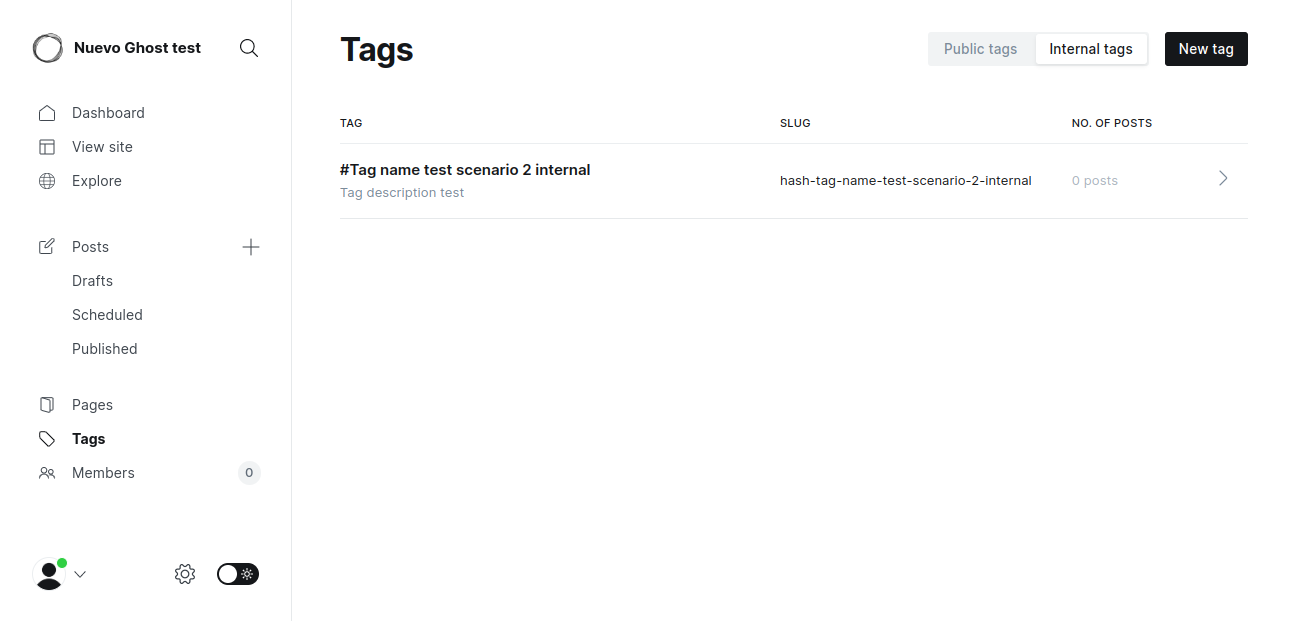 Nuevo Ghost test
Dashboard
View site
Explore
Posts
Drafts
Scheduled
Published
Pages
Tags
Members 0
Tags
Public tags Internal tags New tag
TAG SLUG NO. OF POSTS
#Tag name test scenario 2 internal
Tag description test
hash-tag-name-test-scenario-2-internal 0 posts